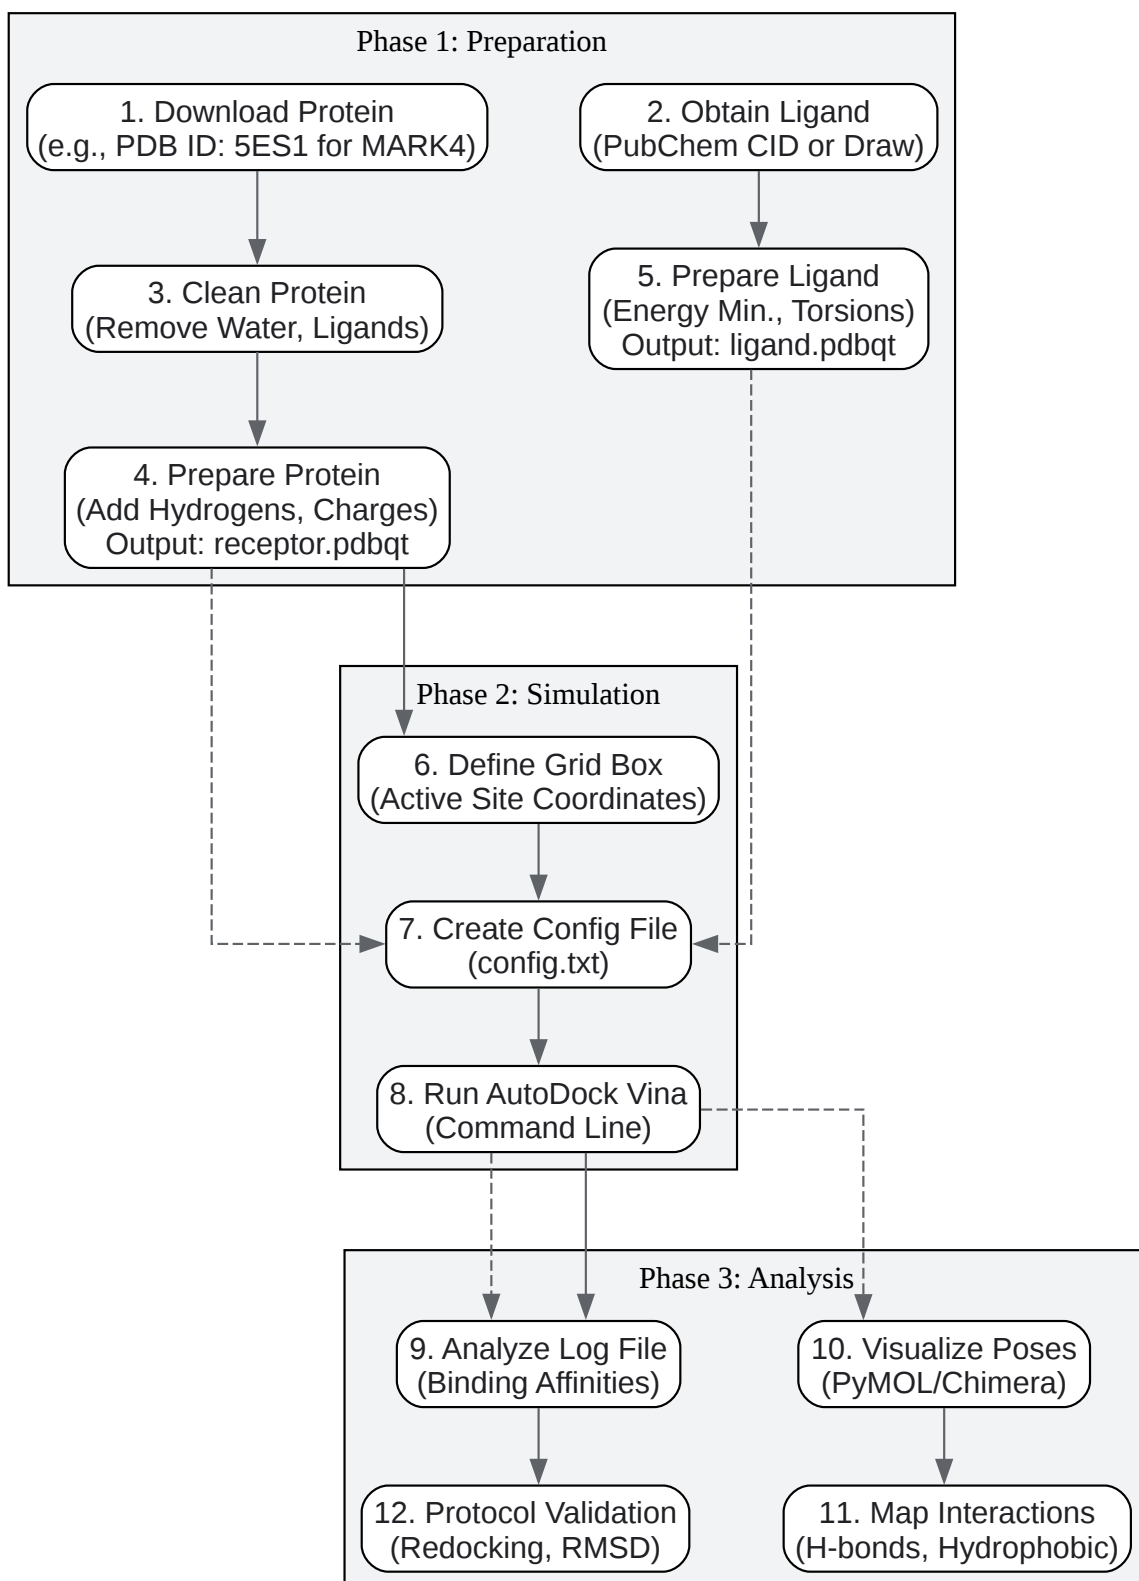 Phase 1: Preparation
1. Download Protein
(e.g., PDB ID: 5ES1 for MARK4)
2. Obtain Ligand
(PubChem CID or Draw)
3. Clean Protein
(Remove Water, Ligands)
5. Prepare Ligand
(Energy Min., Torsions)
Output: ligand.pdbqt
4. Prepare Protein
(Add Hydrogens, Charges)
Output: receptor.pdbqt
Phase 2: Simulation
6. Define Grid Box
(Active Site Coordinates)
7. Create Config File
(config.txt)
8. Run AutoDock Vina
(Command Line)
Phase 3: Analysis
9. Analyze Log File
(Binding Affinities)
10. Visualize Poses
(PyMOL/Chimera)
12. Protocol Validation
(Redocking, RMSD)
11. Map Interactions
(H-bonds, Hydrophobic)